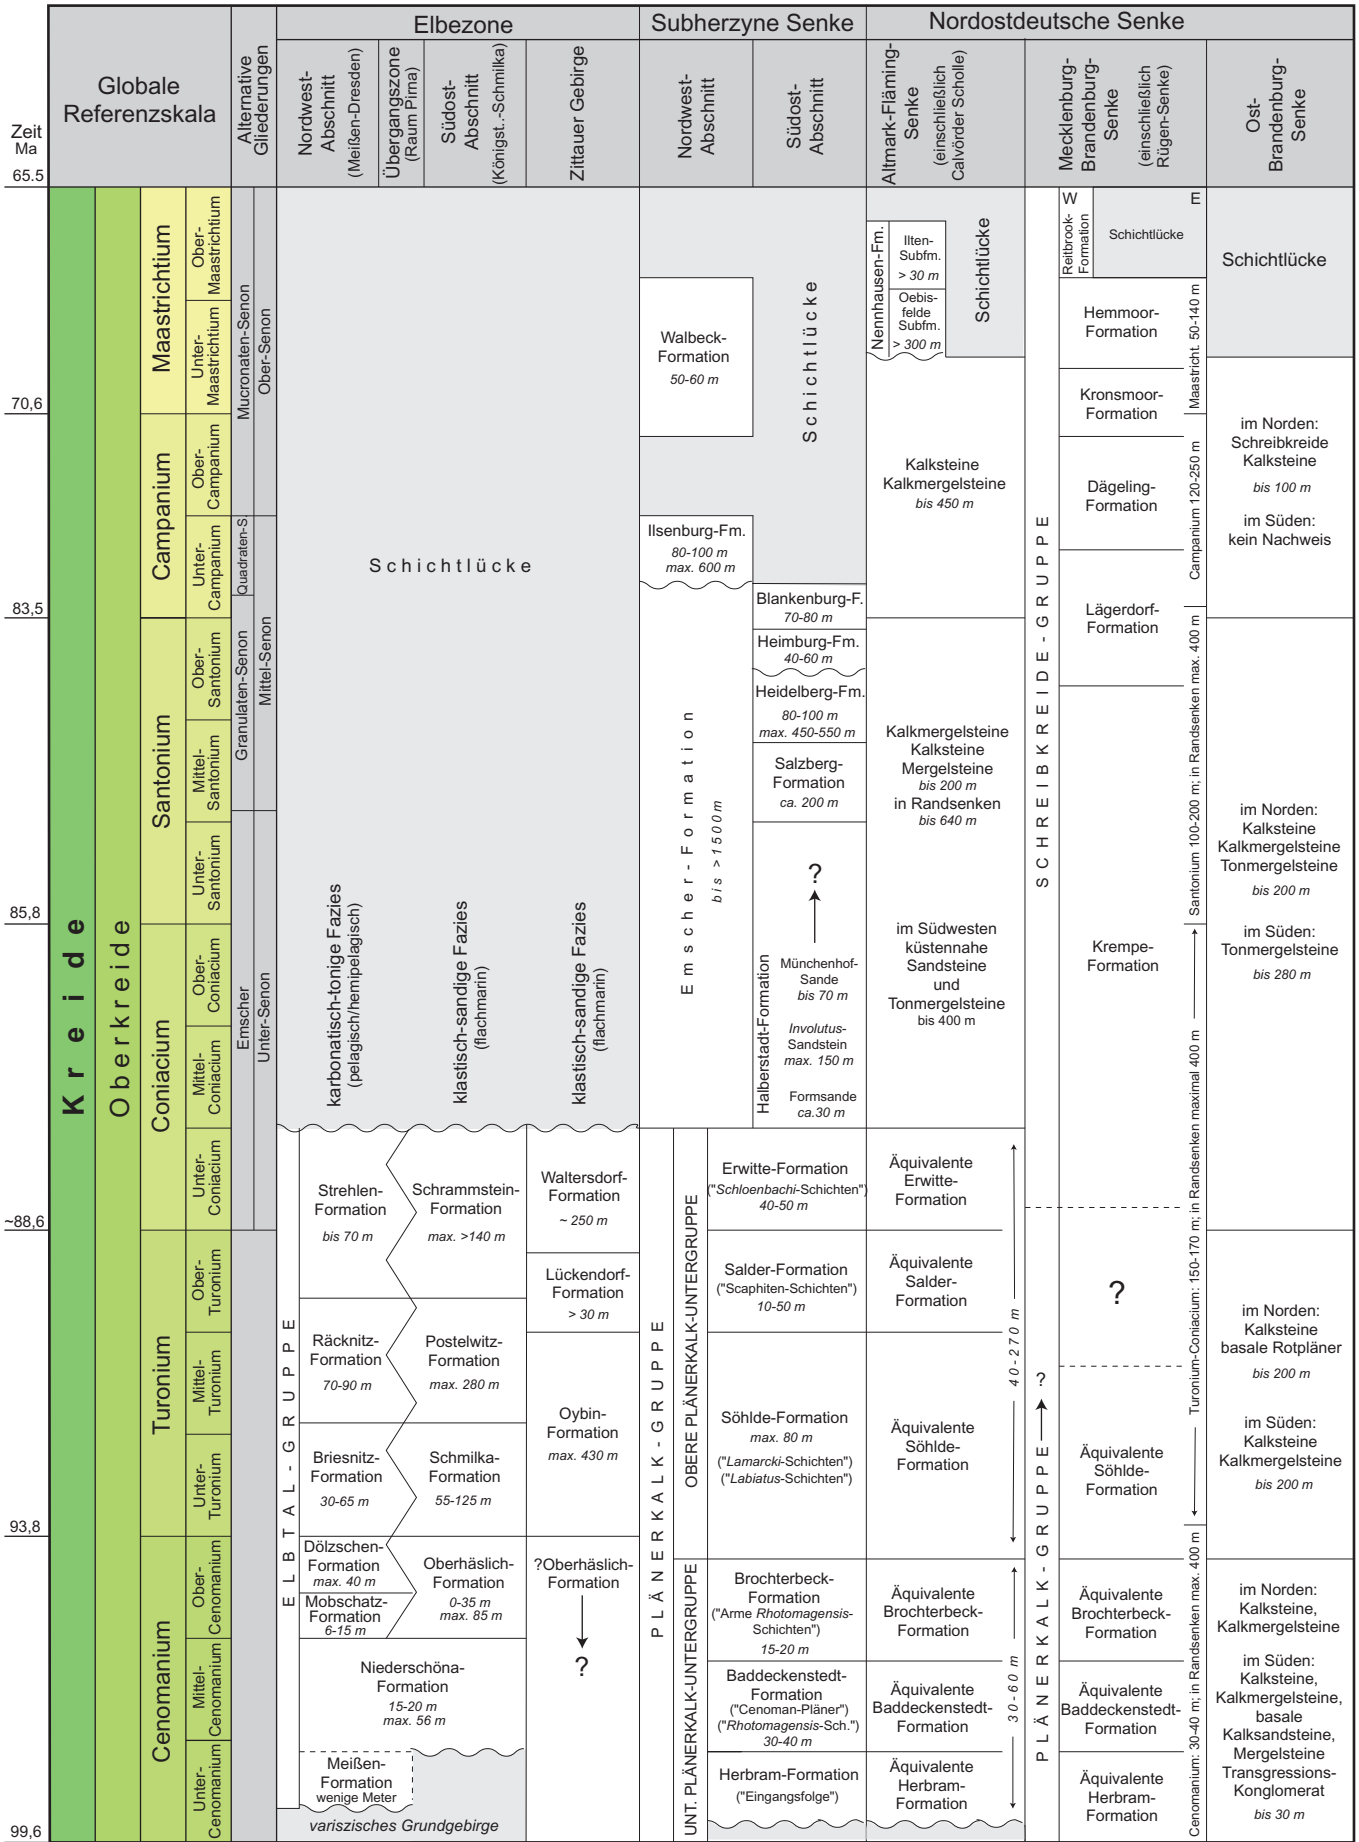 Elbezone
Subherzyne Senke
Nordostdeutsche Senke
Globale
Referenzskala
Alternative
Gliederungen
Nordwest-
Abschnitt
(Meißen-Dresden)
Übergangszone
(Raum Pirna)
Südost-
Abschnitt
(Königst..-Schmilka)
Zittauer Gebirge
Nordwest-
Abschnitt
Südost-
Abschnitt
Altmark-Fläming-
Senke
(einschließlich
Calvörder Scholle)
Mecklenburg-
Brandenburg-
Senke
(einschließlich
Rügen-Senke)
Ost-
Brandenburg-
Senke
Zeit
Ma
65.5
70,6
83,5
85,8
~88,6
93,8
99,6
Kreide
Oberkreide
Maastrichtium
Campanium
Santonium
Coniacium
Turonium
Cenomanium
Ober-
Maastrichtium
Unter-
Maastrichtium
Ober-
Campanium
Unter-
Campanium
Ober-
Santonium
Mittel-
Santonium
Unter-
Santonium
Ober-
Coniacium
Mittel-
Coniacium
Unter-
Coniacium
Ober-
Turonium
Mittel-
Turonium
Unter-
Turonium
Ober-
Cenomanium
Mittel-
Cenomanium
Unter-
Cenomanium
Mucronaten-Senon
Ober-Senon
Quadraten-S.
Granulaten-Senon
Mittel-Senon
Emscher
Unter-Senon
Schichtlücke
karbonatisch-tonige Fazies
(pelagisch/hemipelagisch)
klastisch-sandige Fazies
(flachmarin)
klastisch-sandige Fazies
(flachmarin)
ELBTAL-GRUPPE
Strehlen-
Formation
bis 70 m
Räcknitz-
Formation
70-90 m
Briesnitz-
Formation
30-65 m
Dölzschen-
Formation
max. 40 m
Mobschatz-
Formation
6-15 m
Schrammstein-
Formation
max. >140 m
Postelwitz-
Formation
max. 280 m
Schmilka-
Formation
55-125 m
Oberhäslich-
Formation
0-35 m
max. 85 m
Niederschöna-
Formation
15-20 m
max. 56 m
Meißen-
Formation
wenige Meter
variszisches Grundgebirge
Waltersdorf-
Formation
~ 250 m
Lückendorf-
Formation
> 30 m
Oybin-
Formation
max. 430 m
?Oberhäslich-
Formation
?
Walbeck-
Formation
50-60 m
Schichtlücke
Ilsenburg-Fm.
80-100 m
max. 600 m
Emscher-Formation
bis >1500m
Blankenburg-F.
70-80 m
Heimburg-Fm.
40-60 m
Heidelberg-Fm.
80-100 m
max. 450-550 m
Salzberg-
Formation
ca. 200 m
Halberstadt-Formation
?
Münchenhof-
Sande
bis 70 m
Involutus-
Sandstein
max. 150 m
Formsande
ca.30 m
PLÄNERKALK-GRUPPE
OBERE PLÄNERKALK-UNTERGRUPPE
UNT. PLÄNERKALK-UNTERGRUPPE
Erwitte-Formation
("Schloenbachi-Schichten")
40-50 m
Salder-Formation
("Scaphiten-Schichten")
10-50 m
Söhlde-Formation
max. 80 m
("Lamarcki-Schichten")
("Labiatus-Schichten")
Brochterbeck-
Formation
("Arme Rhotomagensis-
Schichten")
15-20 m
Baddeckenstedt-
Formation
("Cenoman-Pläner")
("Rhotomagensis-Sch.")
30-40 m
Herbram-Formation
("Eingangfolge")
Nennhausen-Fm.
Ilten-
Subfm.
> 30 m
Oebis-
felde
Subfm.
> 300 m
Schichtlücke
Kalksteine
Kalkmergelsteine
bis 450 m
Kalkmergelsteine
Kalksteine
Mergelsteine
bis 200 m
in Randsenken
bis 640 m
im Südwesten
küstennahe
Sandsteine
und
Tonmergelsteine
bis 400 m
Äquivalente
Erwitte-
Formation
Äquivalente
Salder-
Formation
Äquivalente
Söhlde-
Formation
40-270 m
Äquivalente
Brochterbeck-
Formation
Äquivalente
Baddeckenstedt-
Formation
Äquivalente
Herbram-
Formation
30-60 m
SCHREIBKREIDE-GRUPPE
?
PLÄNERKALK-GRUPPE
W
E
Reitbrook-
Formation
Schichtlücke
Hemmoor-
Formation
Kronsmoor-
Formation
Dägeling-
Formation
Lägerdorf-
Formation
Krempe-
Formation
?
Äquivalente
Söhlde-
Formation
Äquivalente
Brochterbeck-
Formation
Äquivalente
Baddeckenstedt-
Formation
Äquivalente
Herbram-
Formation
Maastricht. 50-140 m
Campanium 120-250 m
Santonium 100-200 m; in Randsenken max. 400 m
Turonium-Coniacium: 150-170 m; in Randsenken maximal 400 m
Cenomanium: 30-40 m; in Randsenken max. 400 m
Schichtlücke
im Norden:
Schreibkreide
Kalksteine
bis 100 m
im Süden:
kein Nachweis
im Norden:
Kalksteine
Kalkmergelsteine
Tonmergelsteine
bis 200 m
im Süden:
Tonmergelsteine
bis 280 m
im Norden:
Kalksteine
basale Rotpläner
bis 200 m
im Süden:
Kalksteine
Kalkmergelsteine
bis 200 m
im Norden:
Kalksteine,
Kalkmergelsteine
im Süden:
Kalksteine,
Kalkmergelsteine,
basale
Kalksandsteine,
Mergelsteine
Transgressions-
Konglomerat
bis 30 m